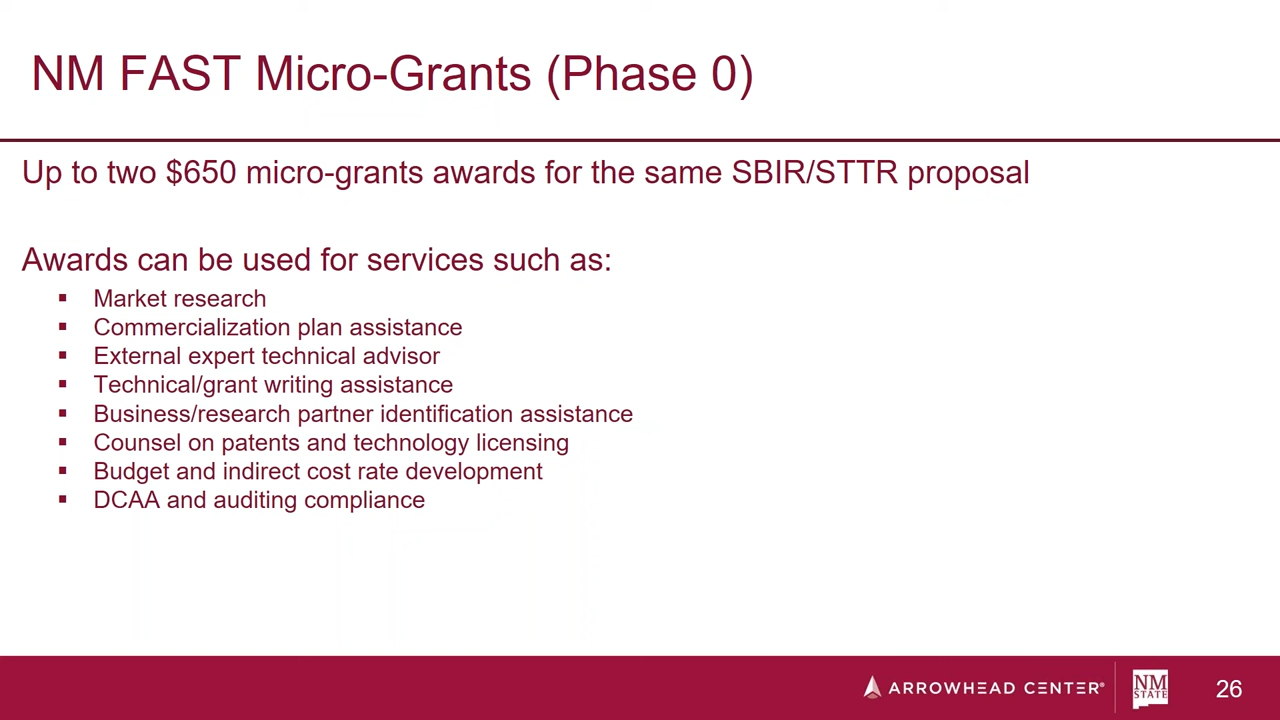 NM FAST Micro-Grants (Phase 0)
Up to two $650 micro-grants awards for the same SBIR/STTR proposal
Awards can be used for services such as:
▪ Market research
▪ Commercialization plan assistance
▪ External expert technical advisor
▪ Technical/grant writing assistance
▪ Business/research partner identification assistance
▪ Counsel on patents and technology licensing
▪ Budget and indirect cost rate development
▪ DCAA and auditing compliance
ARROWHEAD CENTER®
NM
STATE
26